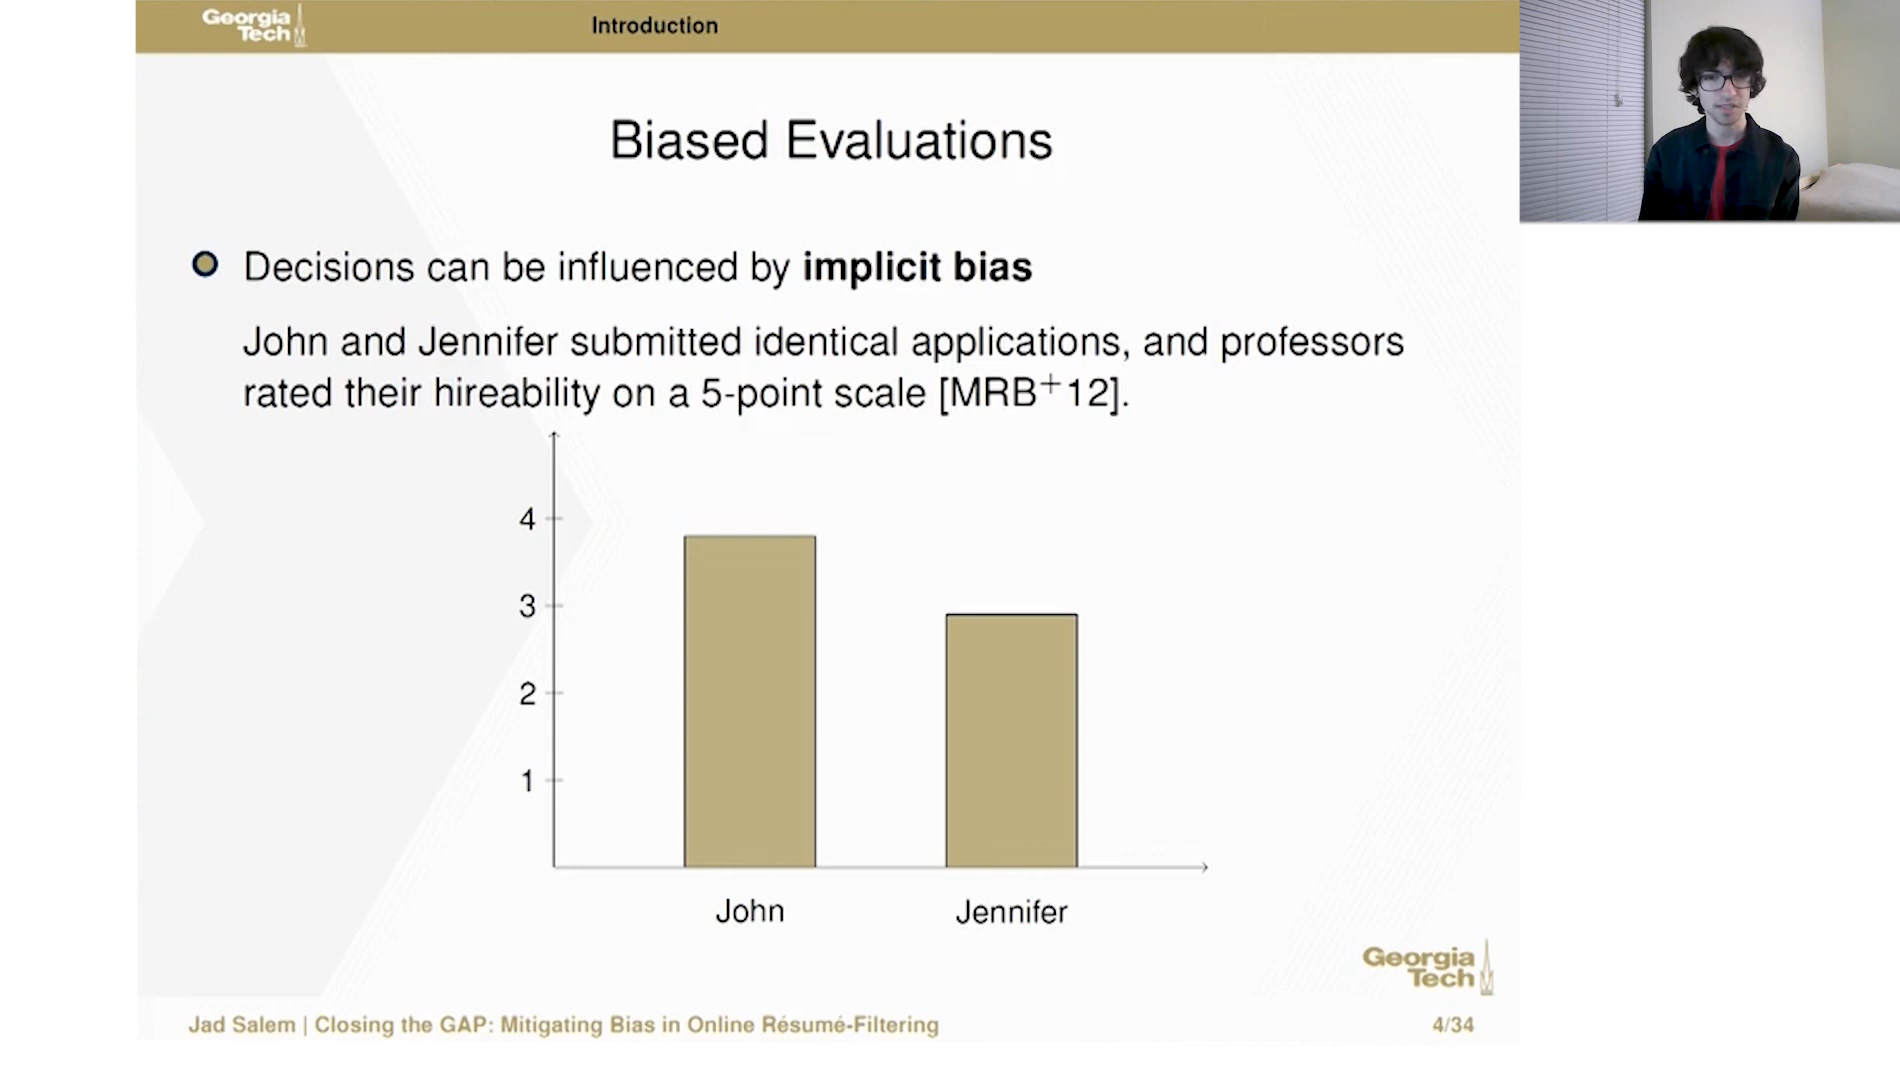 Georgia
Tech
Introduction
Biased Evaluations
Decisions can be influenced by implicit bias
John and Jennifer submitted identical applications, and professors
rated their hireability on a 5-point scale [MRB⁺12].
4
3
2
1
John
Jennifer
Georgia
Tech
Jad Salem | Closing the GAP: Mitigating Bias in Online Résumé-Filtering
4/34